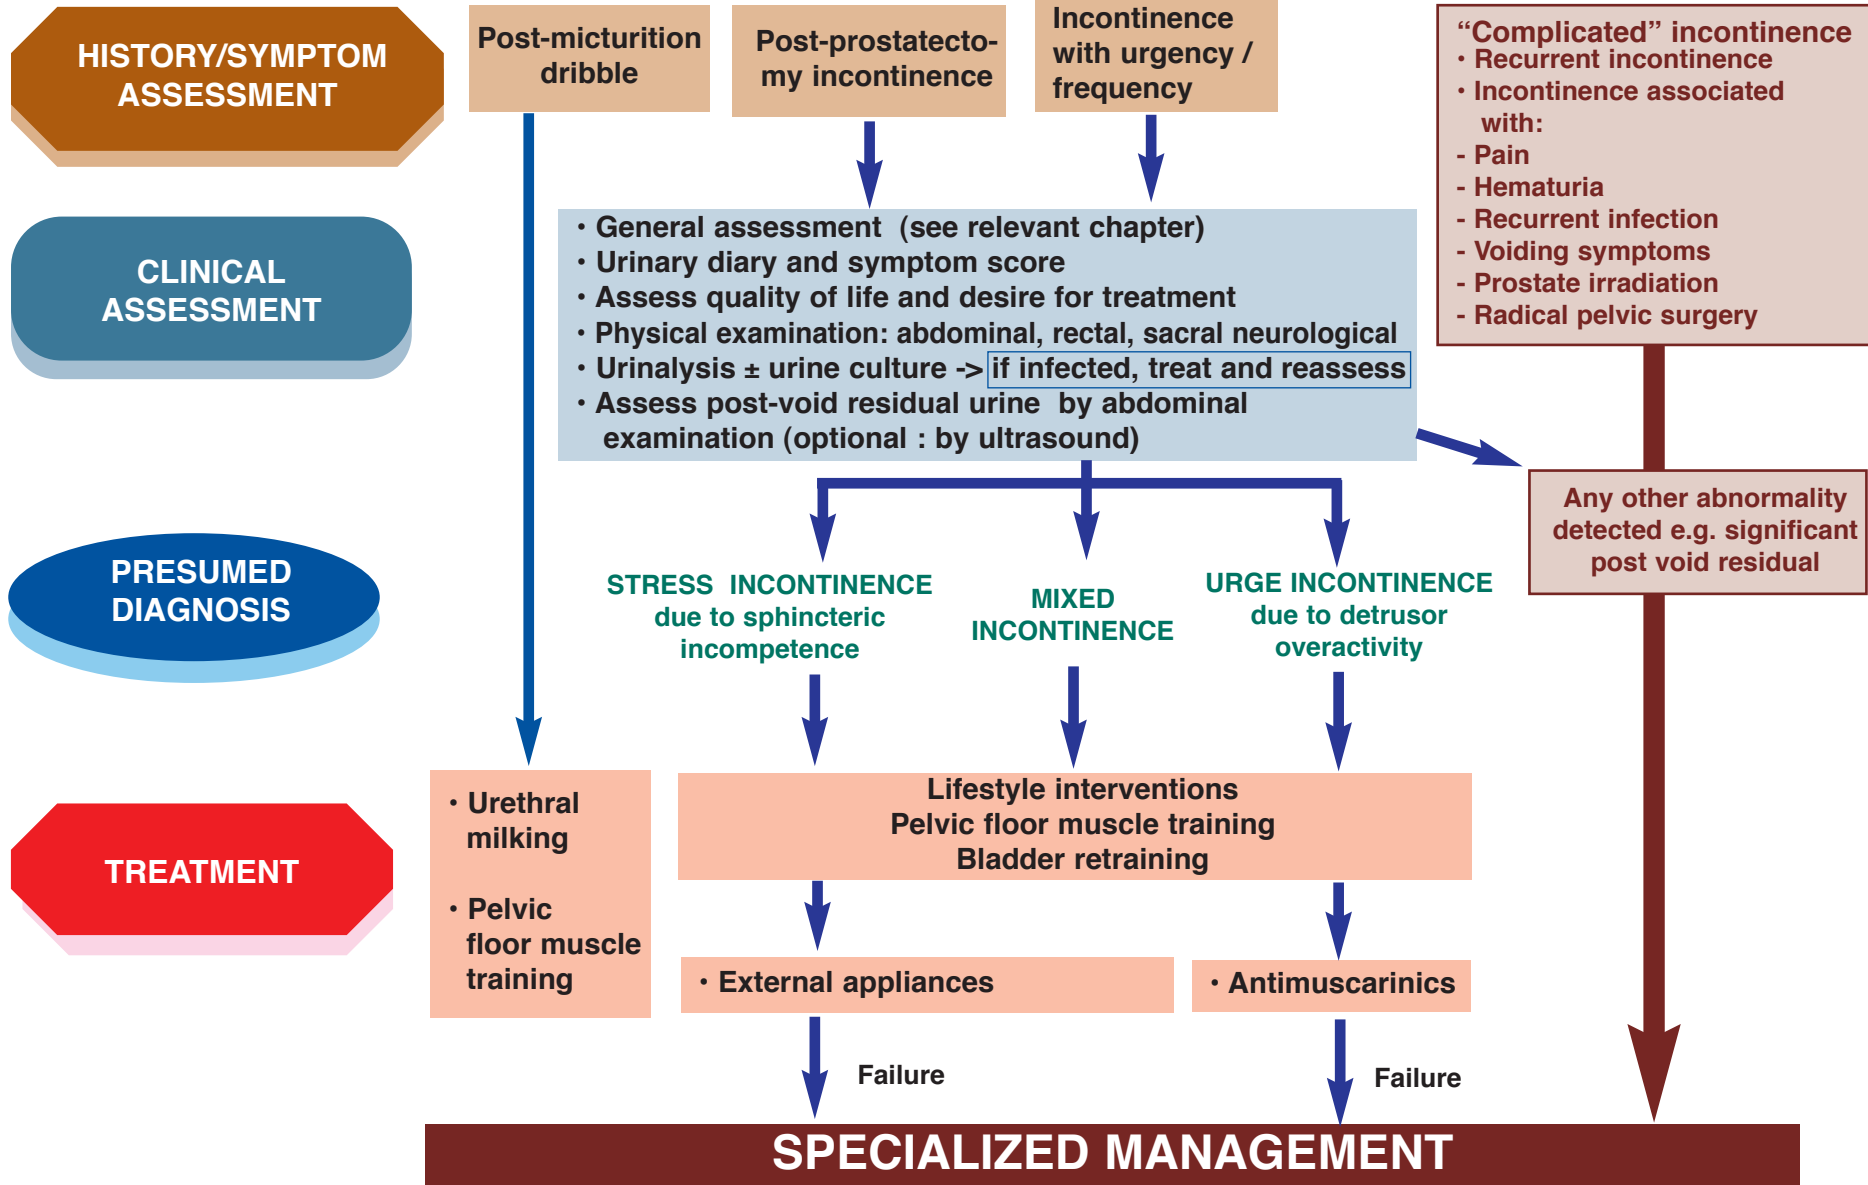 HISTORY/SYMPTOM
ASSESSMENT
Post-micturition
dribble
Post-prostatecto-
my incontinence
Incontinence
with urgency /
frequency
“Complicated” incontinence
· Recurrent incontinence
· Incontinence associated
with:
- Pain
- Hematuria
- Recurrent infection
- Voiding symptoms
- Prostate irradiation
- Radical pelvic surgery
CLINICAL
ASSESSMENT
· General assessment (see relevant chapter)
· Urinary diary and symptom score
· Assess quality of life and desire for treatment
· Physical examination: abdominal, rectal, sacral neurological
· Urinalysis ± urine culture -> if infected, treat and reassess
· Assess post-void residual urine by abdominal
examination (optional : by ultrasound)
Any other abnormality
detected e.g. significant
post void residual
PRESUMED
DIAGNOSIS
STRESS INCONTINENCE
due to sphincteric
incompetence
MIXED
INCONTINENCE
URGE INCONTINENCE
due to detrusor
overactivity
TREATMENT
· Urethral
milking
· Pelvic
floor muscle
training
Lifestyle interventions
Pelvic floor muscle training
Bladder retraining
· External appliances
· Antimuscarinics
Failure
Failure
SPECIALIZED MANAGEMENT